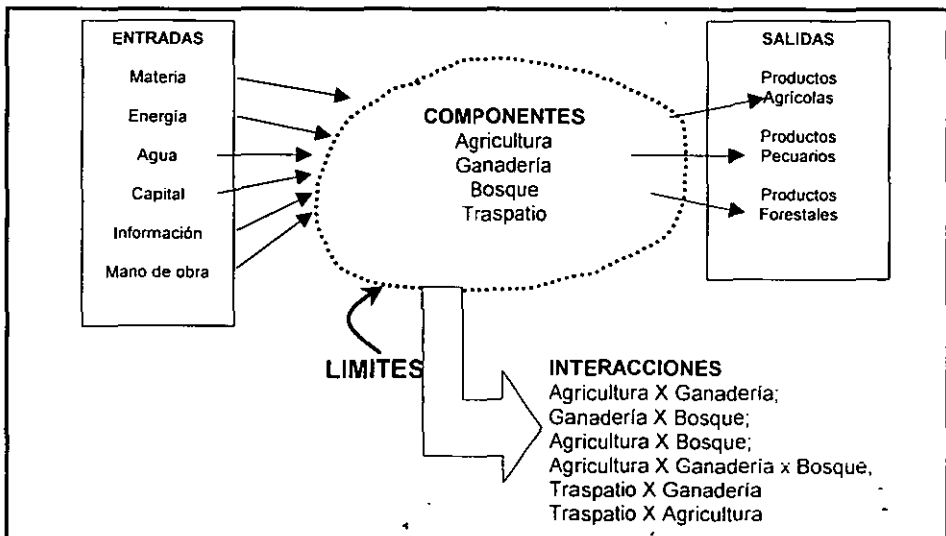 ENTRADAS
Materia
Energía
Agua
Capital
Información
Mano de obra
COMPONENTES
Agricultura
Ganadería
Bosque
Traspatio
SALIDAS
Productos
Agrícolas
Productos
Pecuarios
Productos
Forestales
LIMITES
INTERACCIONES
Agricultura X Ganadería;
Ganadería X Bosque;
Agricultura X Bosque;
Agricultura X Ganadería x Bosque,
Traspatio X Ganadería
Traspatio X Agricultura